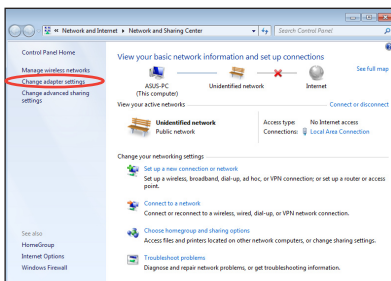 Network and Internet ▸ Network and Sharing Center
Search Control Panel
Control Panel Home
Manage wireless networks
Change adapter settings
Change advanced sharing
settings
View your basic network information and set up connections
See full map
ASUS-PC
(This computer)
Unidentified network
Internet
View your active networks
Connect or disconnect
Unidentified network
Public network
Access type: No Internet access
Connections: Local Area Connection
Change your networking settings
Set up a new connection or network
Set up a wireless, broadband, dial-up, ad hoc, or VPN connection; or set up a router or access
point.
Connect to a network
Connect or reconnect to a wireless, wired, dial-up, or VPN network connection.
Choose homegroup and sharing options
Access files and printers located on other network computers, or change sharing settings.
Troubleshoot problems
Diagnose and repair network problems, or get troubleshooting information.
See also
HomeGroup
Internet Options
Windows Firewall